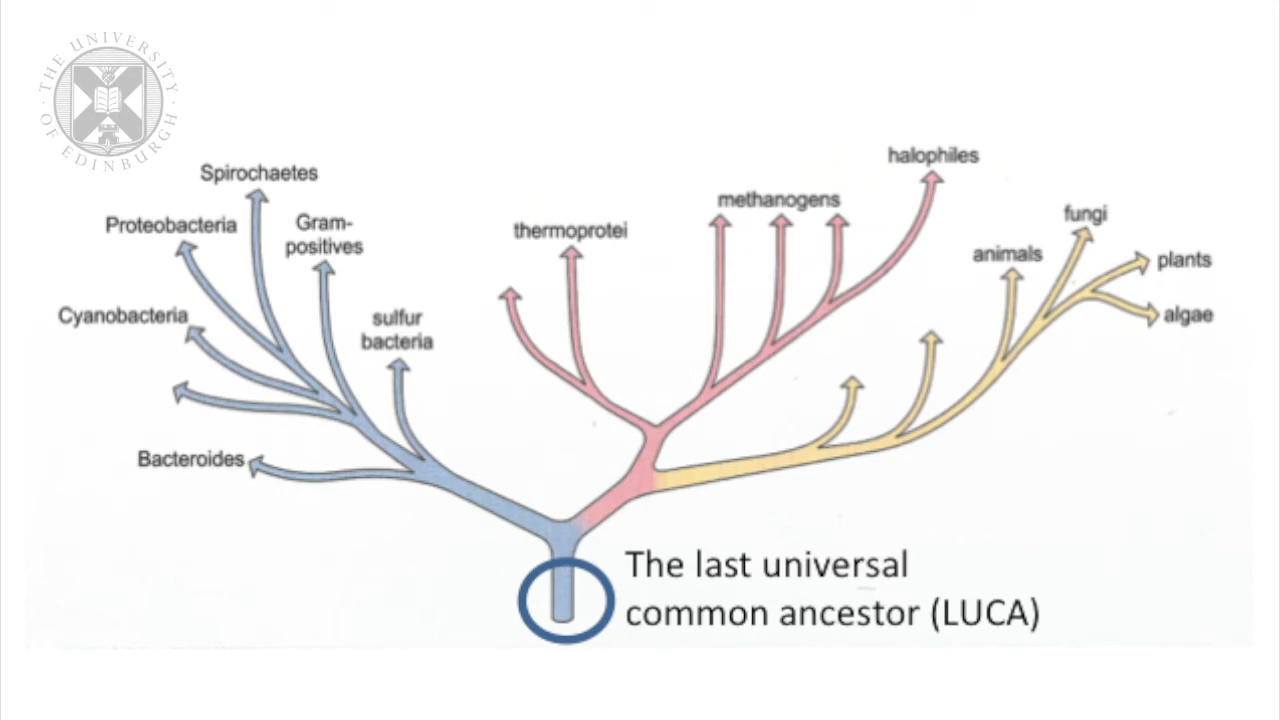 THE UNIVERSITY
OF EDINBURGH
halophiles
Spirochaetes
methanogens
Proteobacteria
Gram-
positives
thermoprotei
fungi
animals
plants
Cyanobacteria
sulfur
bacteria
algae
Bacteroides
The last universal
common ancestor (LUCA)